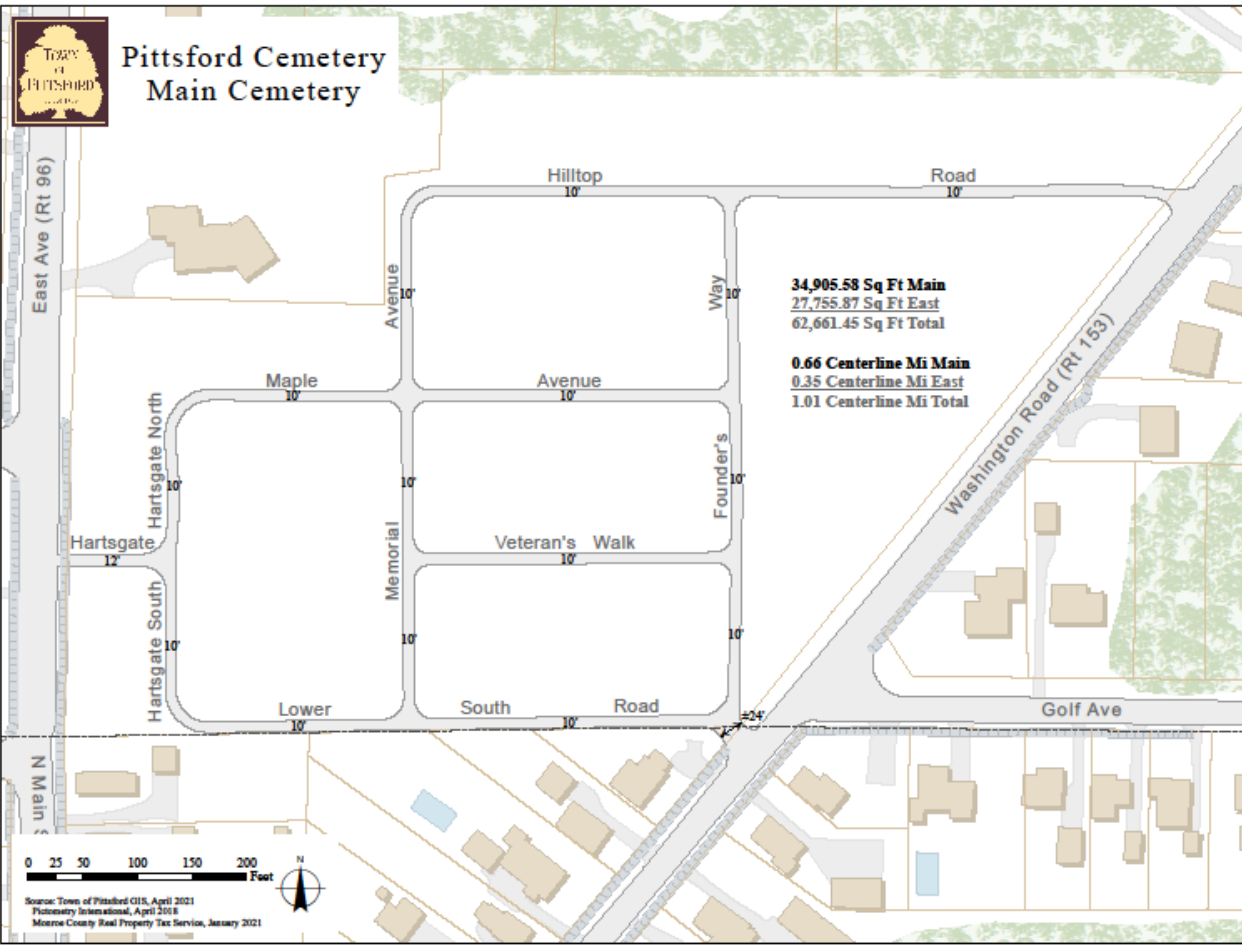 TOWN
OF
PITTSFORD
Pittsford Cemetery
Main Cemetery
East Ave (Rt 96)
Hilltop Road
10' 10'
Avenue
10'
Way
10'
34,905.58 Sq Ft Main
27,755.87 Sq Ft East
62,661.45 Sq Ft Total
0.66 Centerline Mi Main
0.35 Centerline Mi East
1.01 Centerline Mi Total
Washington Road (Rt 153)
Maple Avenue
10' 10'
Hartsgate North
10'
10'
Founder's
10'
Hartsgate
12'
Veteran's Walk
10'
Memorial
Hartsgate South
10'
10'
10'
Lower South Road
10' 10'
±24'
Golf Ave
N Main S
0 25 50 100 150 200
Feet
N
Source: Town of Pittsford GIS, April 2021
Pictometry International, April 2018
Monroe County Real Property Tax Service, January 2021